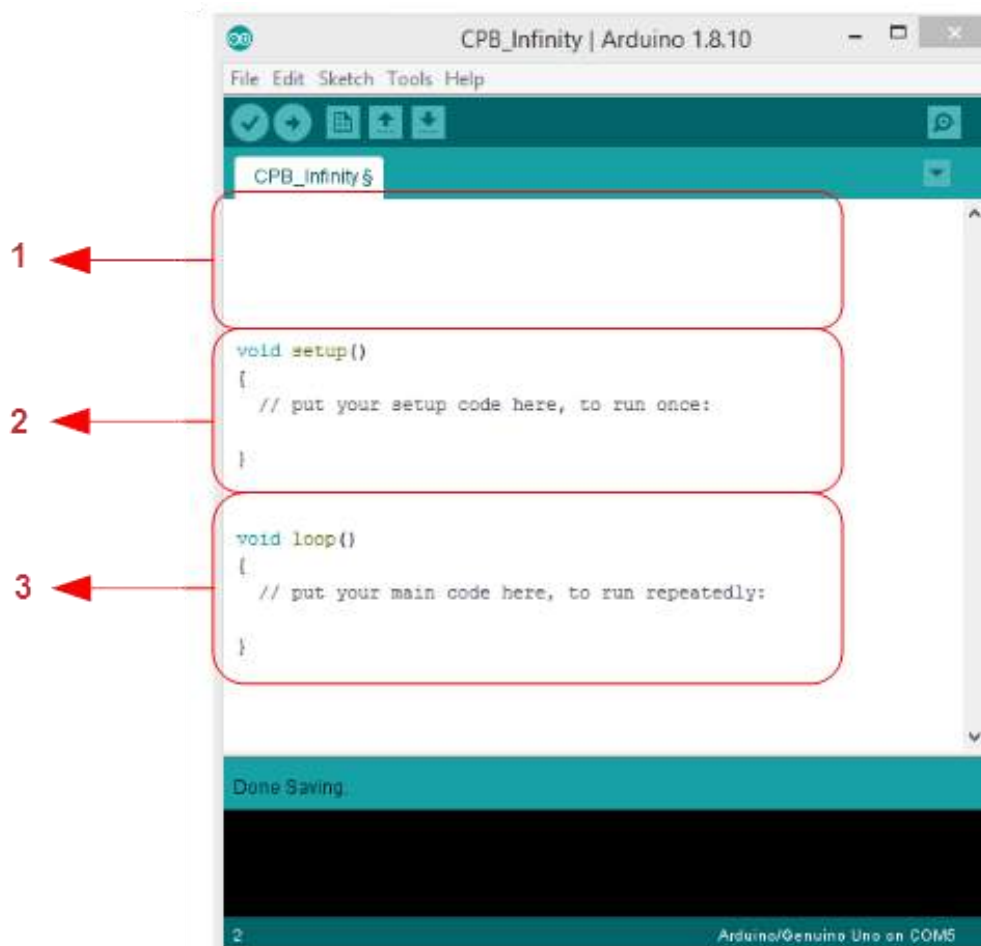 CPB_Infinity | Arduino 1.8.10
File Edit Sketch Tools Help
CPB_Infinity §
1
void setup()
{
// put your setup code here, to run once:
}
2
void loop()
{
// put your main code here, to run repeatedly:
}
3
Done Saving.
2 Arduino/Genuino Uno on COM5